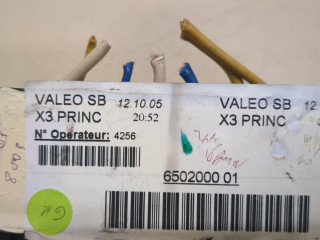 VALEO SB 12.10.05
X3 PRINC 20:52
N° Operateur: 4256
VALEO SB 12
X3 PRINC
6502000 01